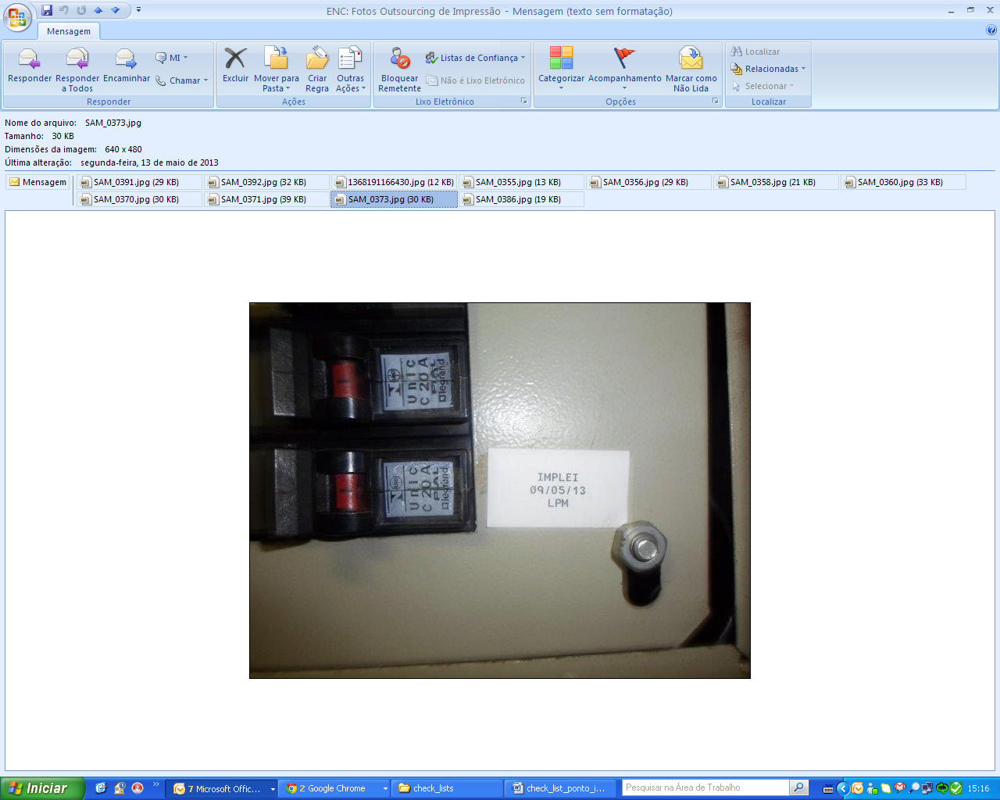 ENC: Fotos Outsourcing de Impressão - Mensagem (texto sem formatação)
Mensagem
Responder
Responder a Todos
Encaminhar
MI
Chamar
Responder
Excluir
Mover para Pasta
Criar Regra
Outras Ações
Ações
Bloquear Remetente
Listas de Confiança
Não é Lixo Eletrônico
Lixo Eletrônico
Categorizar
Acompanhamento
Marcar como Não Lida
Opções
Localizar
Relacionadas
Selecionar
Localizar
Nome do arquivo: SAM_0373.jpg
Tamanho: 30 KB
Dimensões da imagem: 640 x 480
Última alteração: segunda-feira, 13 de maio de 2013
Mensagem
SAM_0391.jpg (29 KB)
SAM_0392.jpg (32 KB)
1368191166430.jpg (12 KB)
SAM_0355.jpg (13 KB)
SAM_0356.jpg (29 KB)
SAM_0358.jpg (21 KB)
SAM_0360.jpg (33 KB)
SAM_0370.jpg (30 KB)
SAM_0371.jpg (39 KB)
SAM_0373.jpg (30 KB)
SAM_0386.jpg (19 KB)
Unic
C 20 A
PIAL
legrand
Unic
C 20 A
PIAL
legrand
IMPLEI
09/05/13
LPM
Iniciar
7 Microsoft Offic...
2 Google Chrome
check_lists
check_list_ponto_i...
Pesquisar na Área de Trabalho
15:16